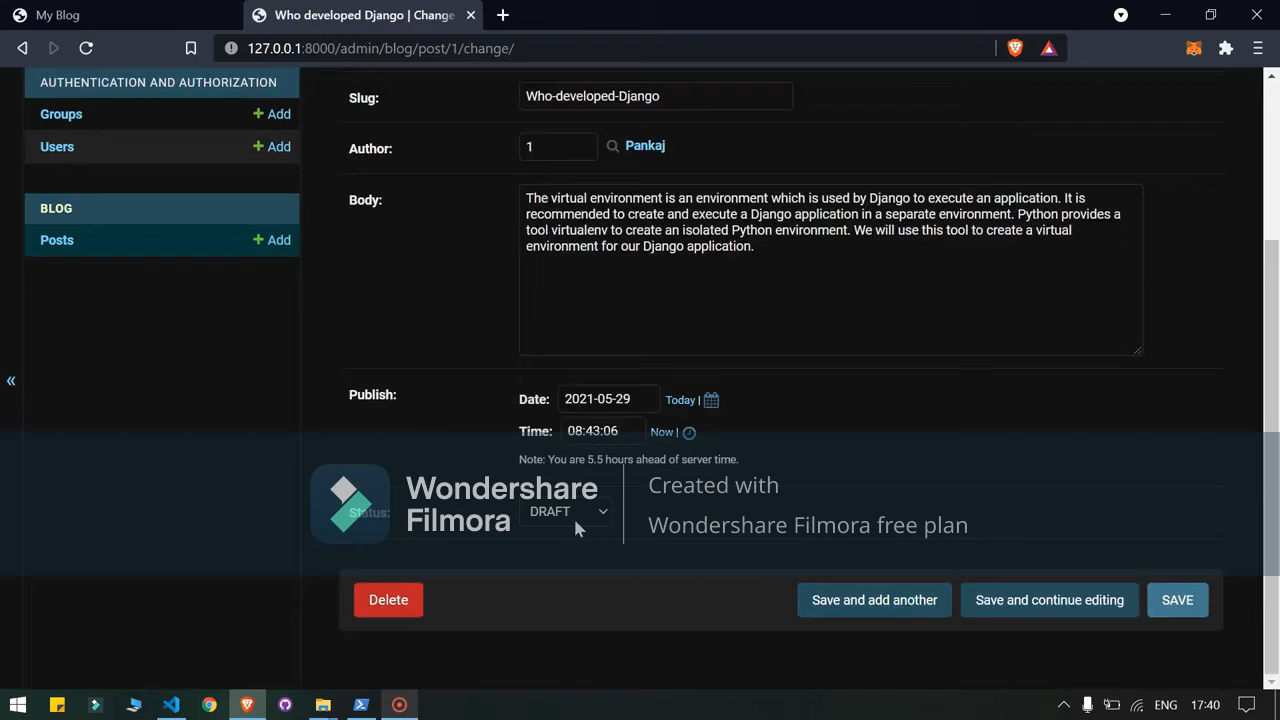 My Blog
Who developed Django | Change
127.0.0.1:8000/admin/blog/post/1/change/
AUTHENTICATION AND AUTHORIZATION
Groups
Add
Users
Add
BLOG
Posts
Add
Slug:
Who-developed-Django
Author:
1
Pankaj
Body:
The virtual environment is an environment which is used by Django to execute an application. It is
recommended to create and execute a Django application in a separate environment. Python provides a
tool virtualenv to create an isolated Python environment. We will use this tool to create a virtual
environment for our Django application.
Publish:
Date:
2021-05-29
Today |
Time:
08:43:06
Now |
Note: You are 5.5 hours ahead of server time.
Status:
DRAFT
Wondershare
Filmora
Created with
Wondershare Filmora free plan
Delete
Save and add another
Save and continue editing
SAVE
ENG
17:40